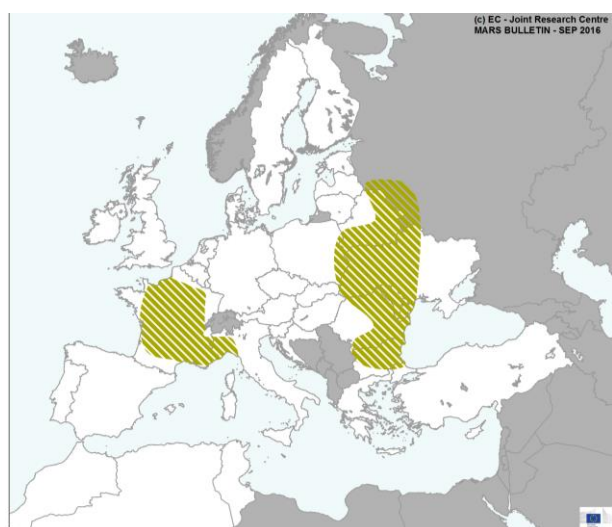 (c) EC - Joint Research Centre
MARS BULLETIN - SEP 2016